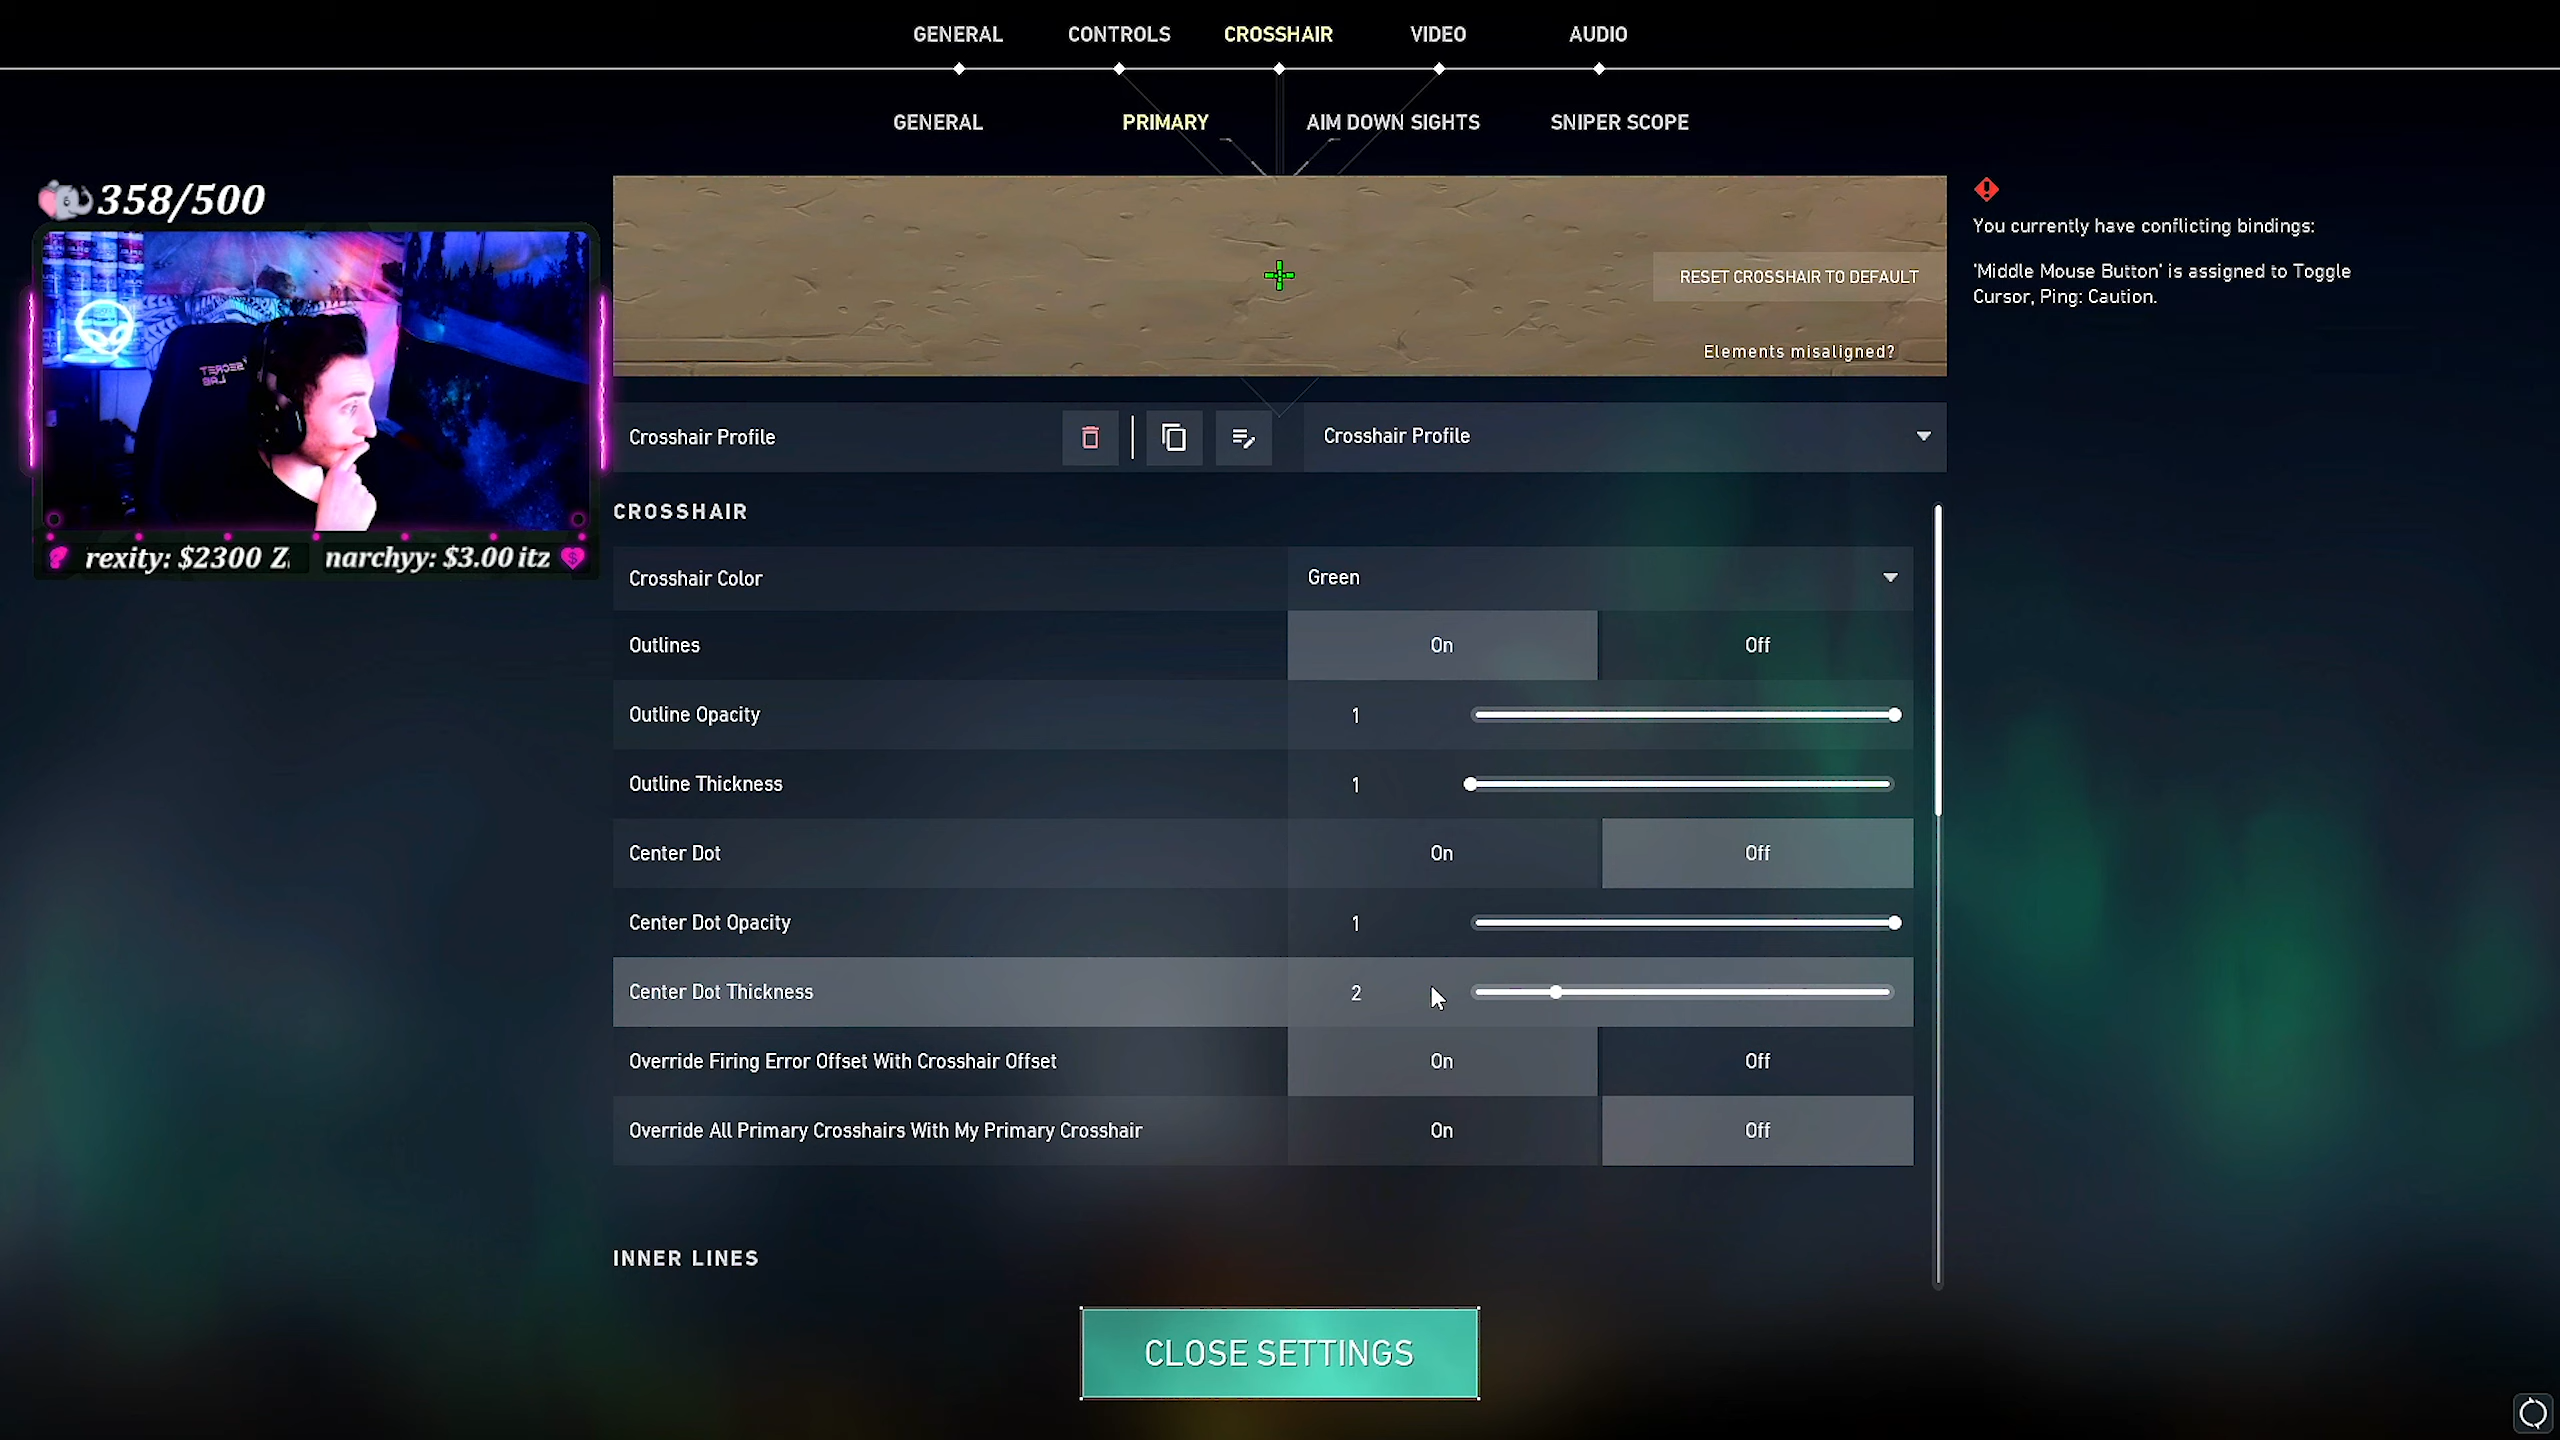 GENERAL
CONTROLS
CROSSHAIR
VIDEO
AUDIO
GENERAL
PRIMARY
AIM DOWN SIGHTS
SNIPER SCOPE
358/500
SECRET
LAB
rexity: $2300 Z
narchyy: $3.00 itz
RESET CROSSHAIR TO DEFAULT
Elements misaligned?
You currently have conflicting bindings:
'Middle Mouse Button' is assigned to Toggle
Cursor, Ping: Caution.
Crosshair Profile
Crosshair Profile
CROSSHAIR
Crosshair Color
Green
Outlines
On
Off
Outline Opacity
1
Outline Thickness
1
Center Dot
On
Off
Center Dot Opacity
1
Center Dot Thickness
2
Override Firing Error Offset With Crosshair Offset
On
Off
Override All Primary Crosshairs With My Primary Crosshair
On
Off
INNER LINES
CLOSE SETTINGS